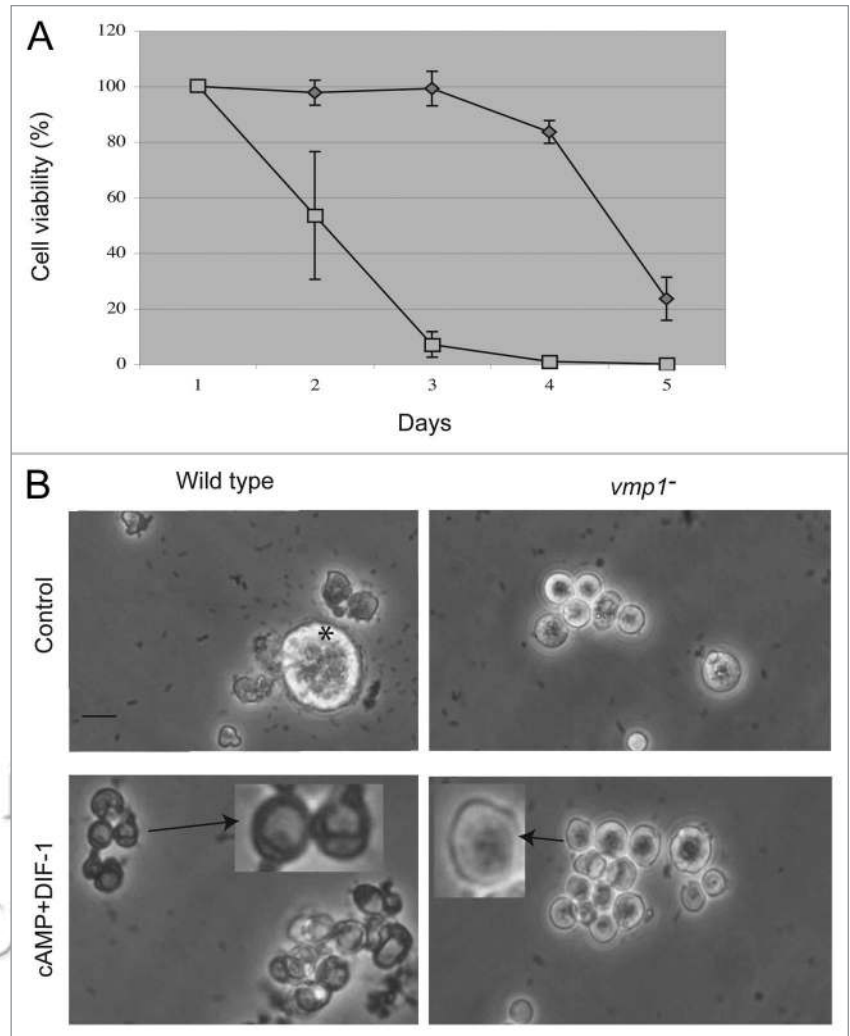 A
120
100
80
60
40
20
0
Cell viability (%)
1 2 3 4 5
Days
B
Wild type
vmp1-
Control
*
cAMP+DIF-1